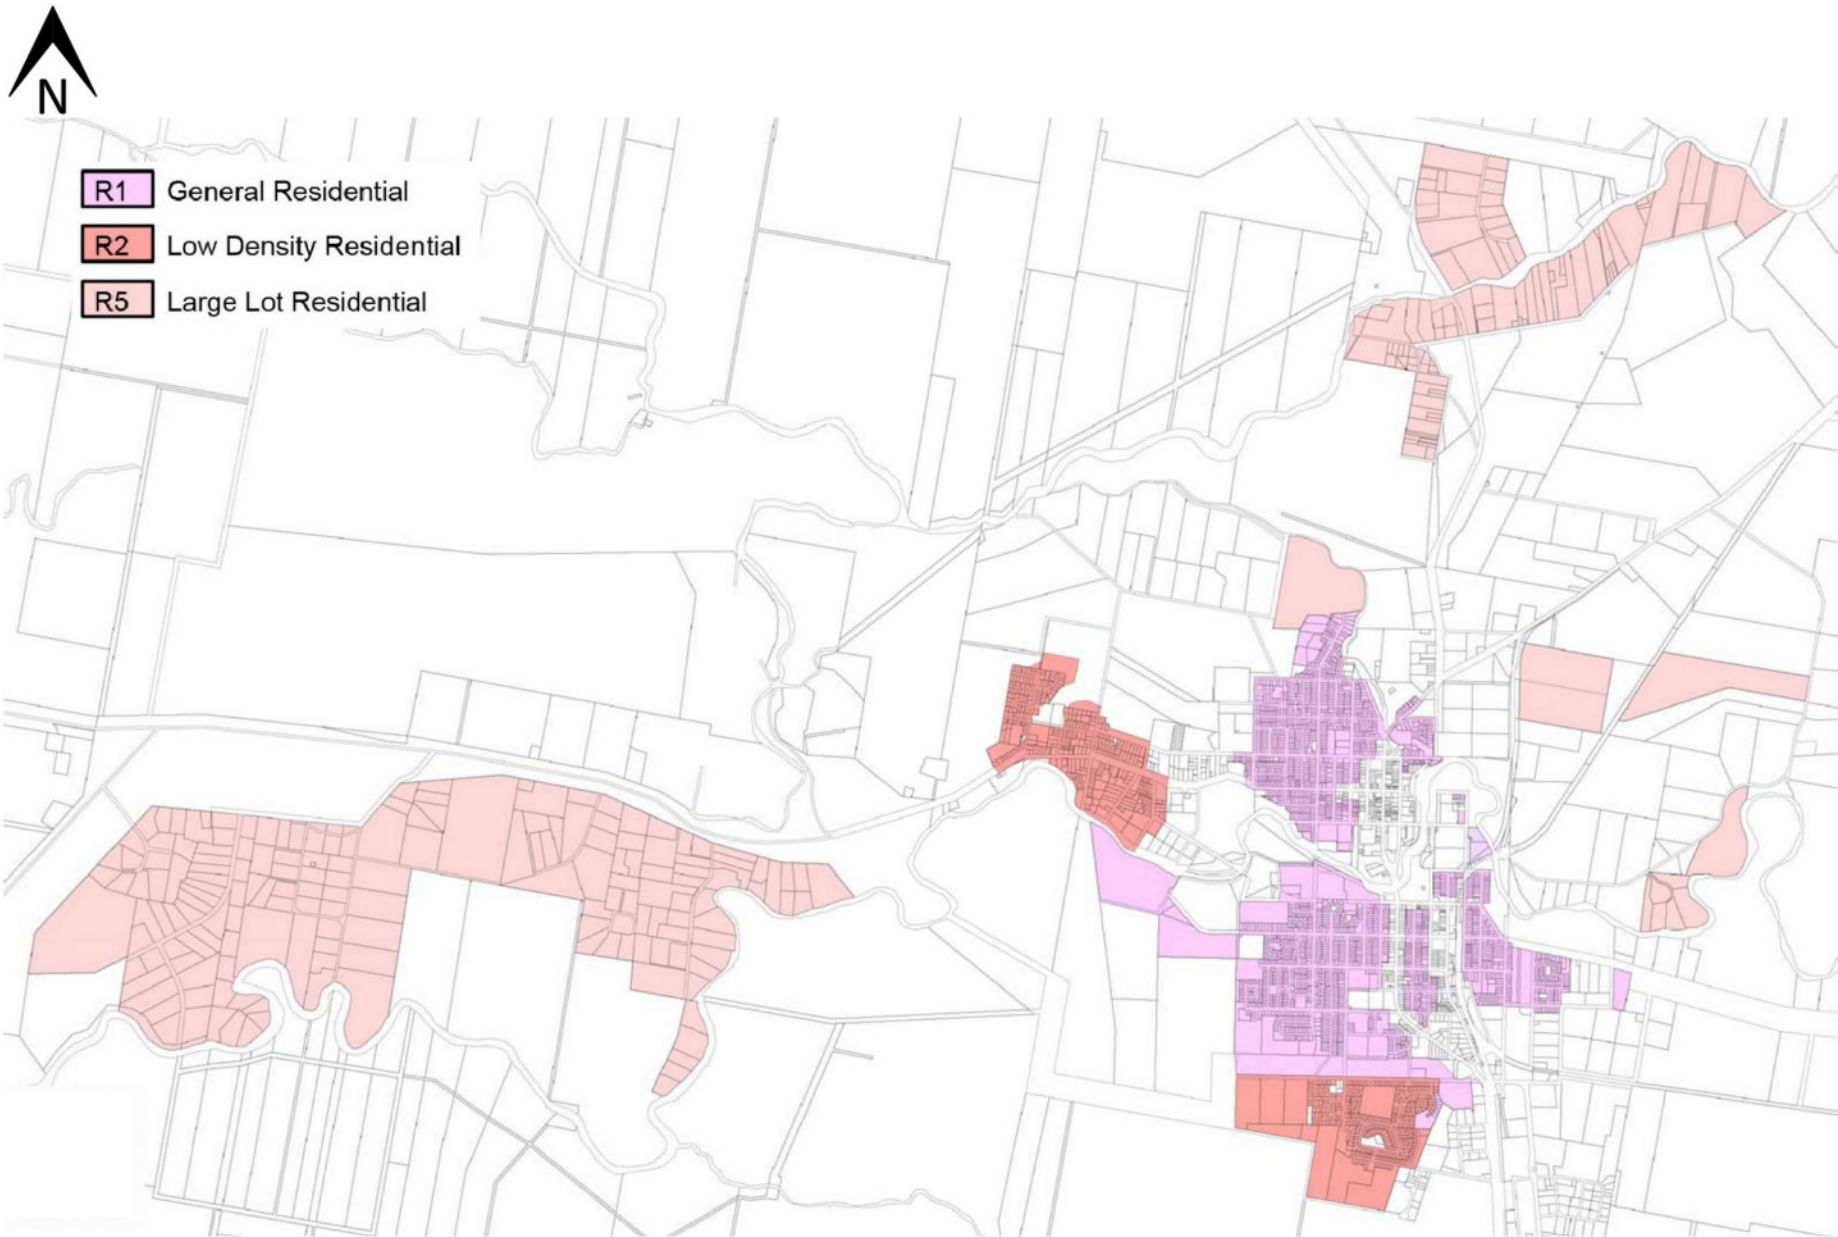 N
R1 General Residential
R2 Low Density Residential
R5 Large Lot Residential